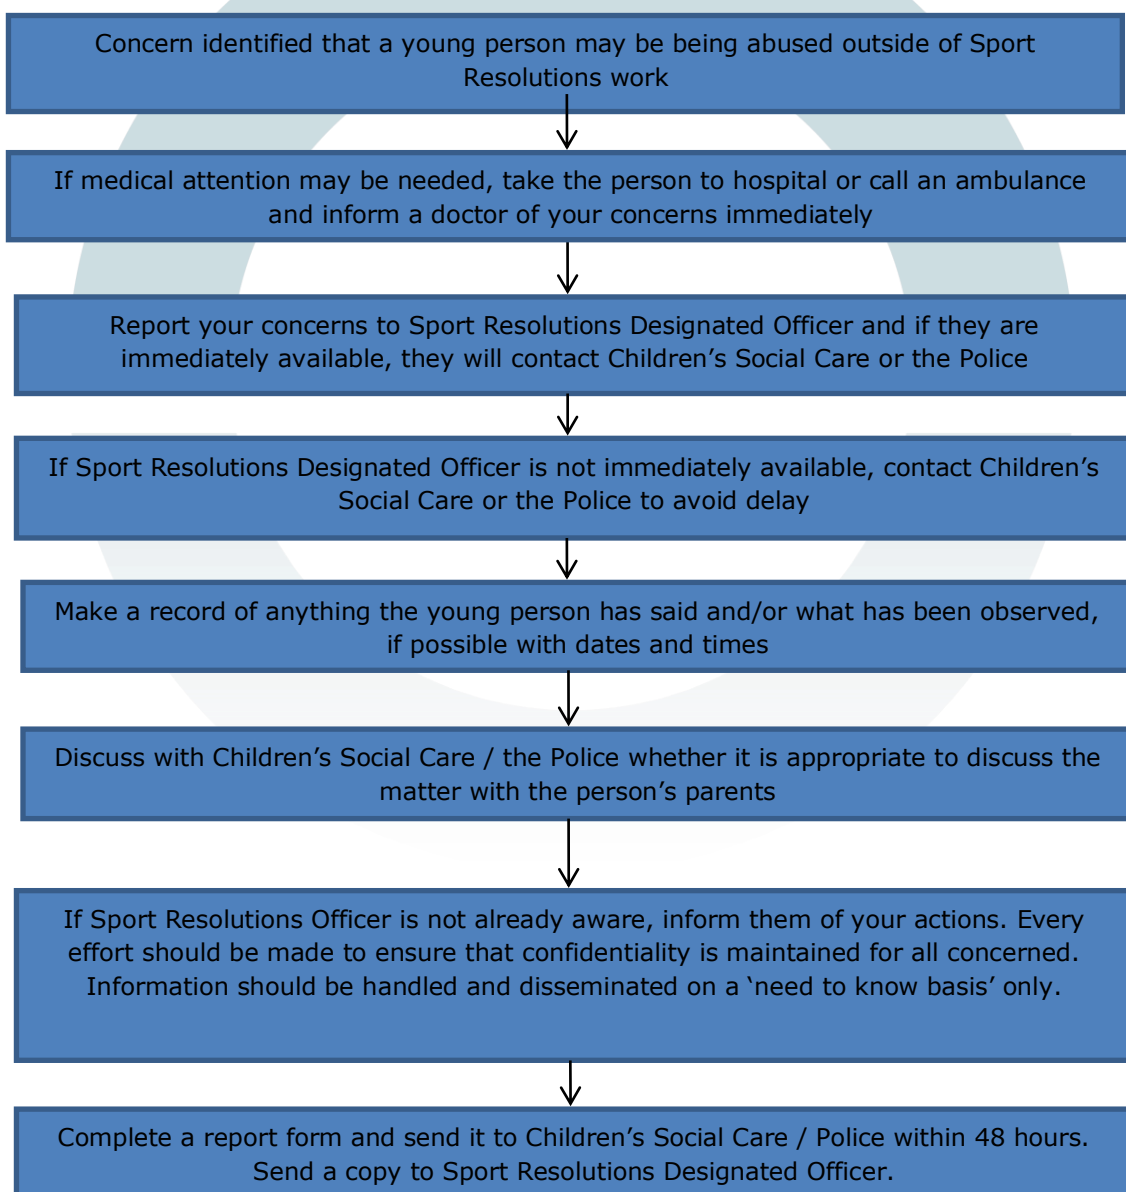 Concern identified that a young person may be being abused outside of Sport
Resolutions work
If medical attention may be needed, take the person to hospital or call an ambulance
and inform a doctor of your concerns immediately
Report your concerns to Sport Resolutions Designated Officer and if they are
immediately available, they will contact Children’s Social Care or the Police
If Sport Resolutions Designated Officer is not immediately available, contact Children’s
Social Care or the Police to avoid delay
Make a record of anything the young person has said and/or what has been observed,
if possible with dates and times
Discuss with Children’s Social Care / the Police whether it is appropriate to discuss the
matter with the person’s parents
If Sport Resolutions Officer is not already aware, inform them of your actions. Every
effort should be made to ensure that confidentiality is maintained for all concerned.
Information should be handled and disseminated on a ‘need to know basis’ only.
Complete a report form and send it to Children’s Social Care / Police within 48 hours.
Send a copy to Sport Resolutions Designated Officer.